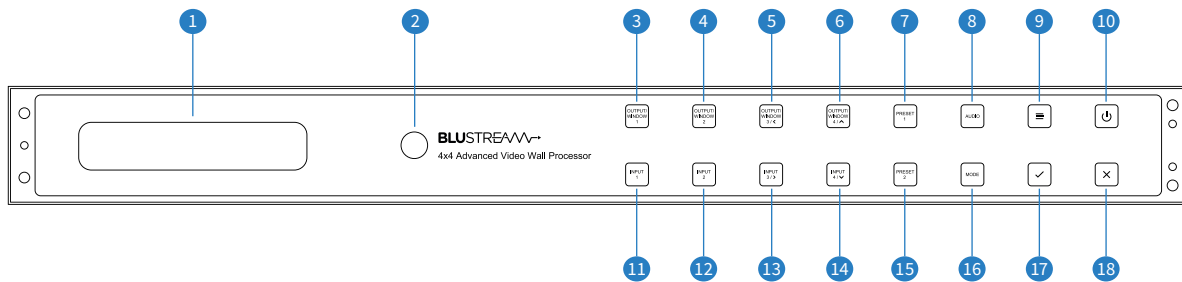 1 2 3 4 5 6 7 8 9 10
OUTPUT/
WINDOW
1
OUTPUT/
WINDOW
2
OUTPUT/
WINDOW
3 / <
OUTPUT/
WINDOW
4 / ^
PRESET
1
AUDIO
BLUSTREAM
4x4 Advanced Video Wall Processor
INPUT
1
INPUT
2
INPUT
3 / >
INPUT
4 / ∨
PRESET
2
MODE
11 12 13 14 15 16 17 18